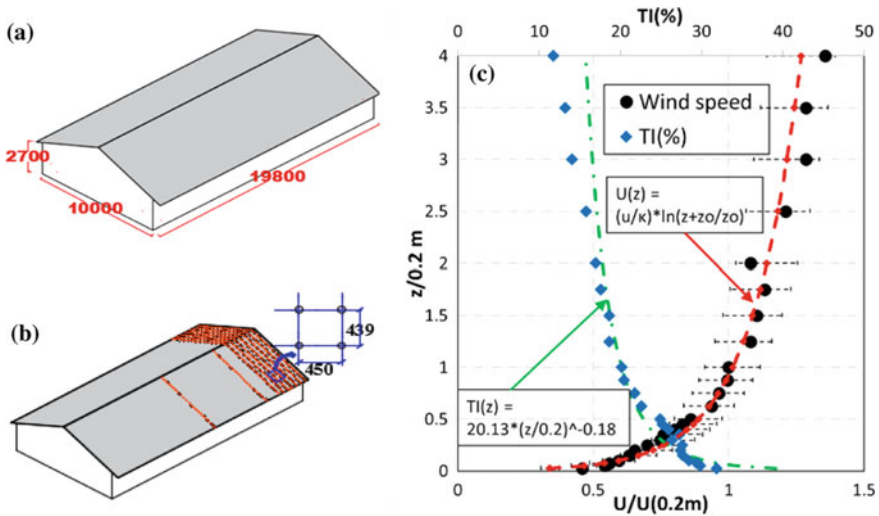 (a)
2700
10000
19800
(b)
439
450
TI(%)
0 10 20 30 40 50
(c)
Wind speed
TI(%)
U(z) =
(u/κ)*ln(z+zo/zo)
TI(z) =
20.13*(z/0.2)^-0.18
z/0.2 m
4
3.5
3
2.5
2
1.5
1
0.5
0
0 0.5 1 1.5
U/U(0.2m)